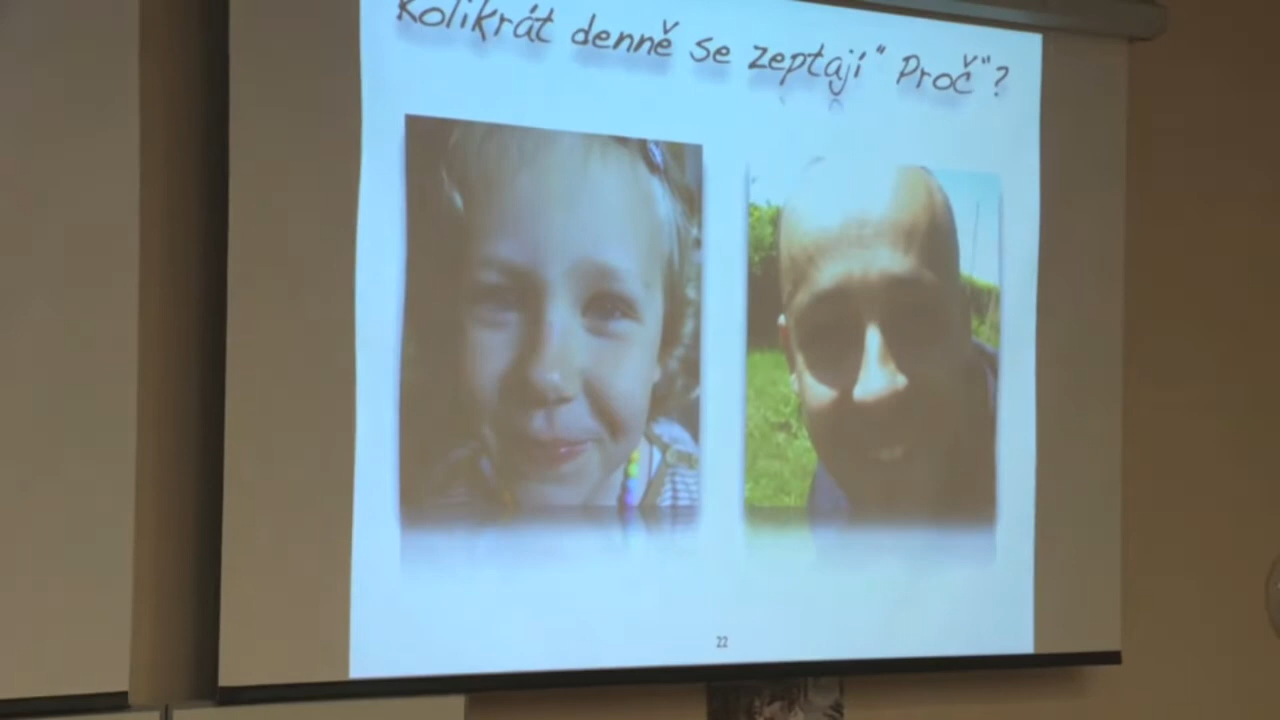 Kolikrát denně se zeptají “ Proč “ ?
22